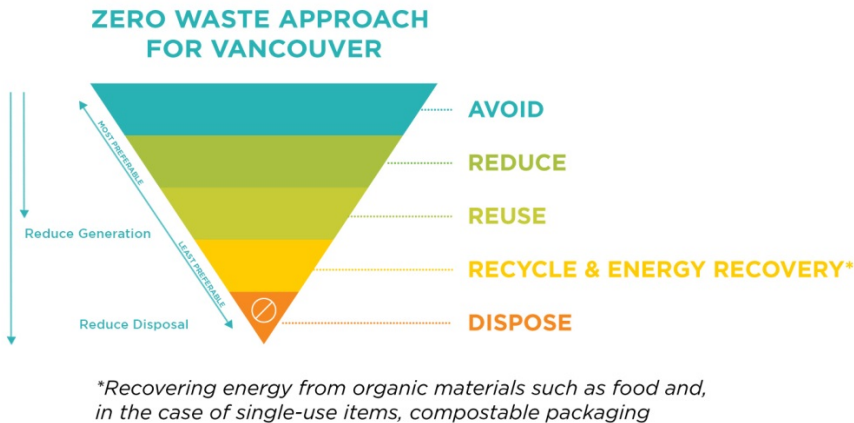 ZERO WASTE APPROACH
FOR VANCOUVER
MOST PREFERABLE
LEAST PREFERABLE
Reduce Generation
Reduce Disposal
AVOID
REDUCE
REUSE
RECYCLE & ENERGY RECOVERY*
DISPOSE
*Recovering energy from organic materials such as food and,
in the case of single-use items, compostable packaging